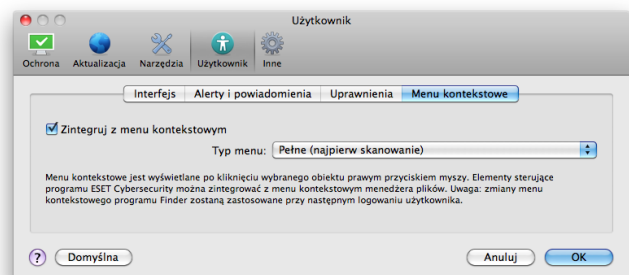 Użytkownik
Ochrona Aktualizacja Narzędzia Użytkownik Inne
Interfejs Alerty i powiadomienia Uprawnienia Menu kontekstowe
Zintegruj z menu kontekstowym
Typ menu: Pełne (najpierw skanowanie)
Menu kontekstowe jest wyświetlane po kliknięciu wybranego obiektu prawym przyciskiem myszy. Elementy sterujące
programu ESET Cybersecurity można zintegrować z menu kontekstowym menedżera plików. Uwaga: zmiany menu
kontekstowego programu Finder zostaną zastosowane przy następnym logowaniu użytkownika.
? Domyślna Anuluj OK